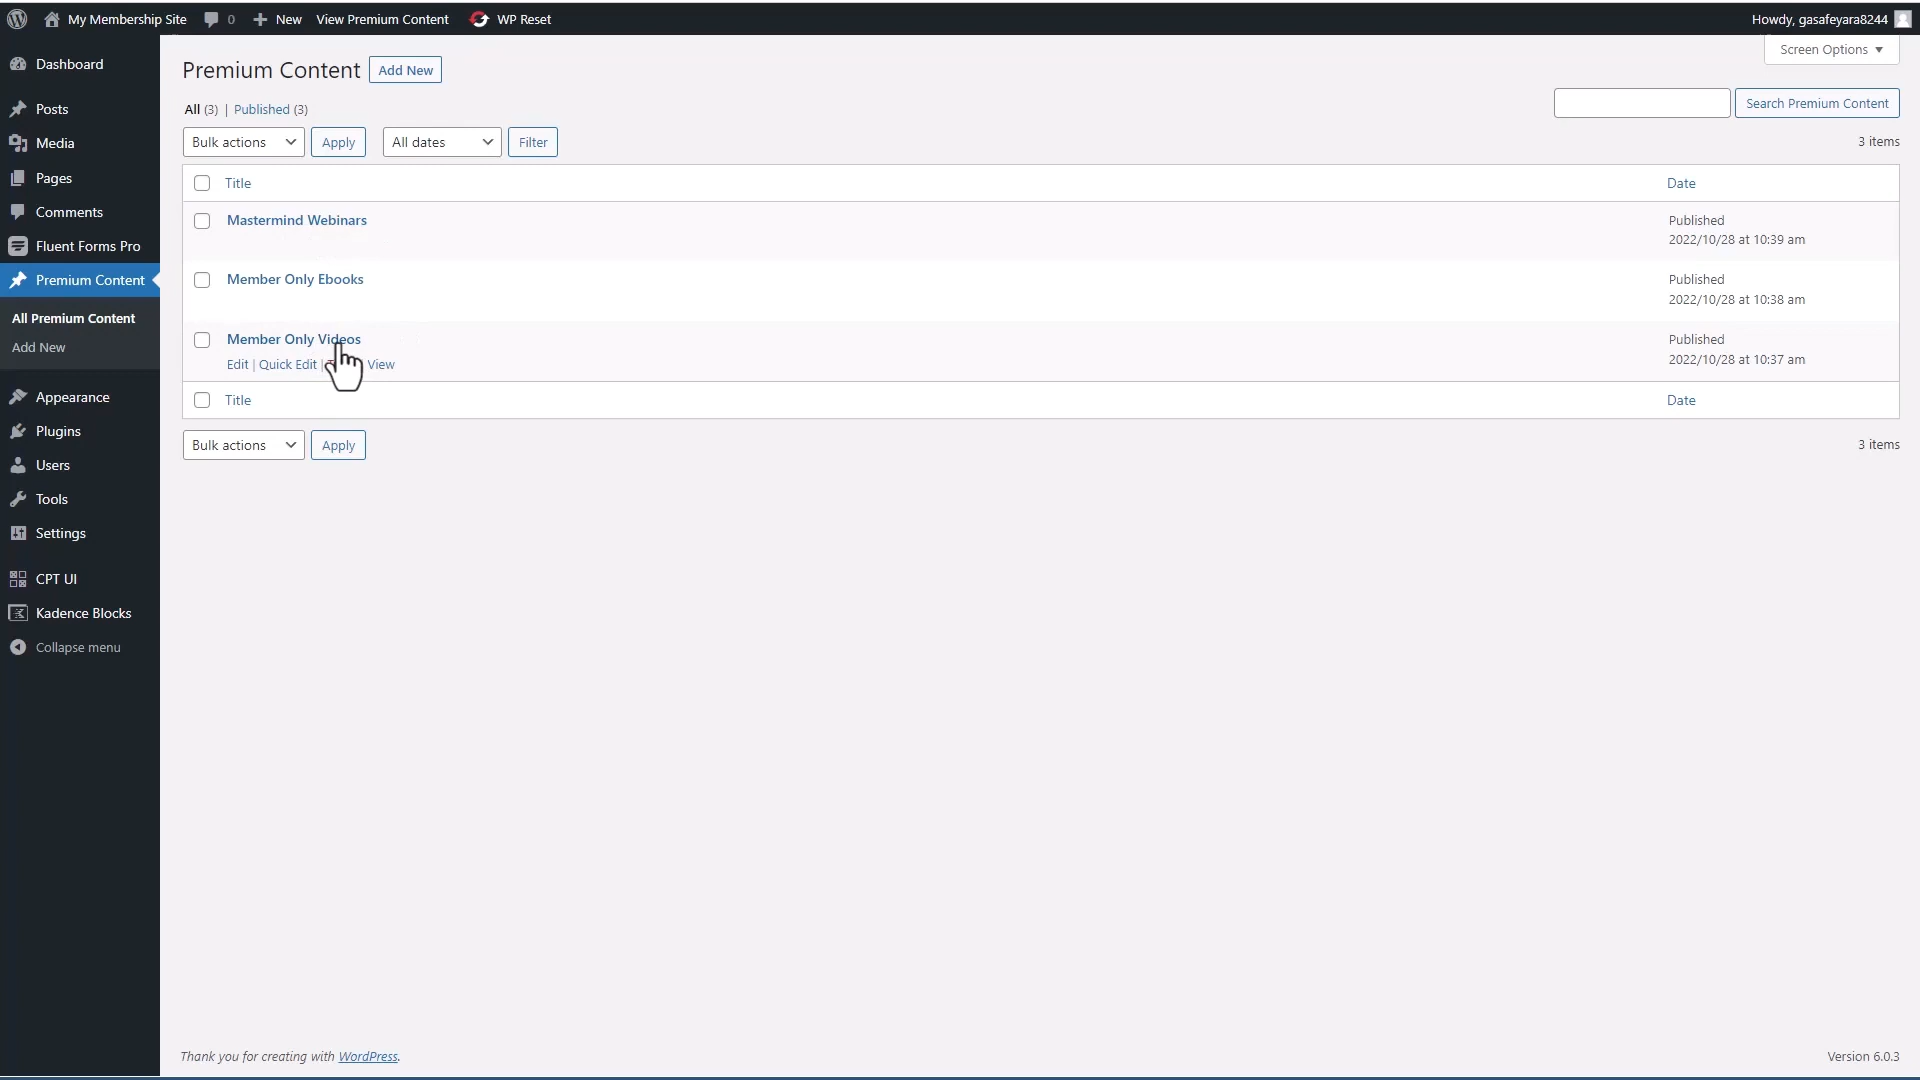 My Membership Site 0 New View Premium Content WP Reset Howdy, gasafeyara8244
Screen Options
Dashboard
Posts
Media
Pages
Comments
Fluent Forms Pro
Premium Content
All Premium Content
Add New
Appearance
Plugins
Users
Tools
Settings
CPT UI
Kadence Blocks
Collapse menu
Premium Content Add New
All (3) | Published (3)
Search Premium Content
Bulk actions Apply All dates Filter 3 items
Title Date
Mastermind Webinars Published
2022/10/28 at 10:39 am
Member Only Ebooks Published
2022/10/28 at 10:38 am
Member Only Videos Published
Edit | Quick Edit | View 2022/10/28 at 10:37 am
Title Date
Bulk actions Apply 3 items
Thank you for creating with WordPress. Version 6.0.3